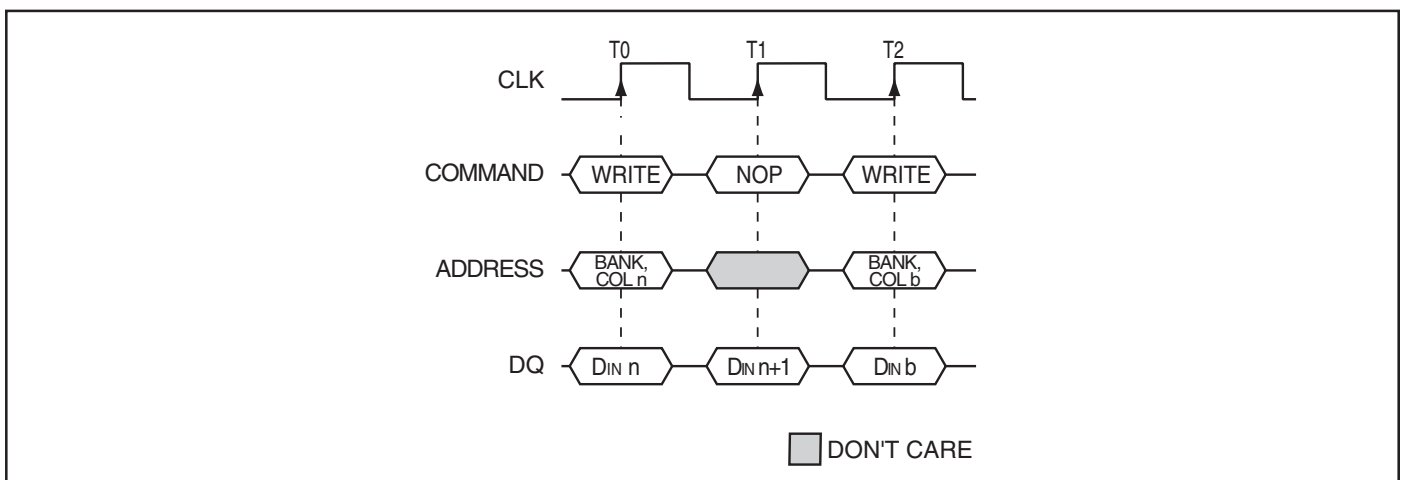 T0 T1 T2
CLK
COMMAND WRITE NOP WRITE
ADDRESS BANK, COL n BANK, COL b
DQ DIN n DIN n+1 DIN b
DON'T CARE